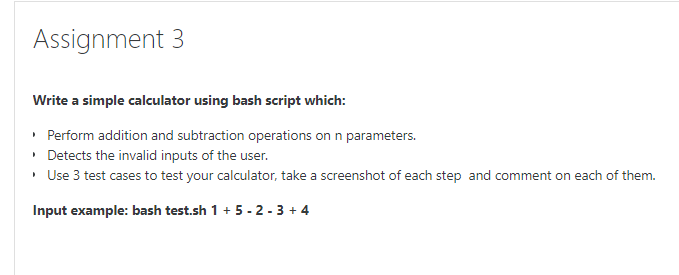 Assignment 3
Write a simple calculator using bash script which:
Perform addition and subtraction operations on n parameters.
Detects the invalid inputs of the user.
Use 3 test cases to test your calculator, take a screenshot of each step and comment on each of them.
Input example: bash test.sh 1 + 5 - 2 - 3 + 4